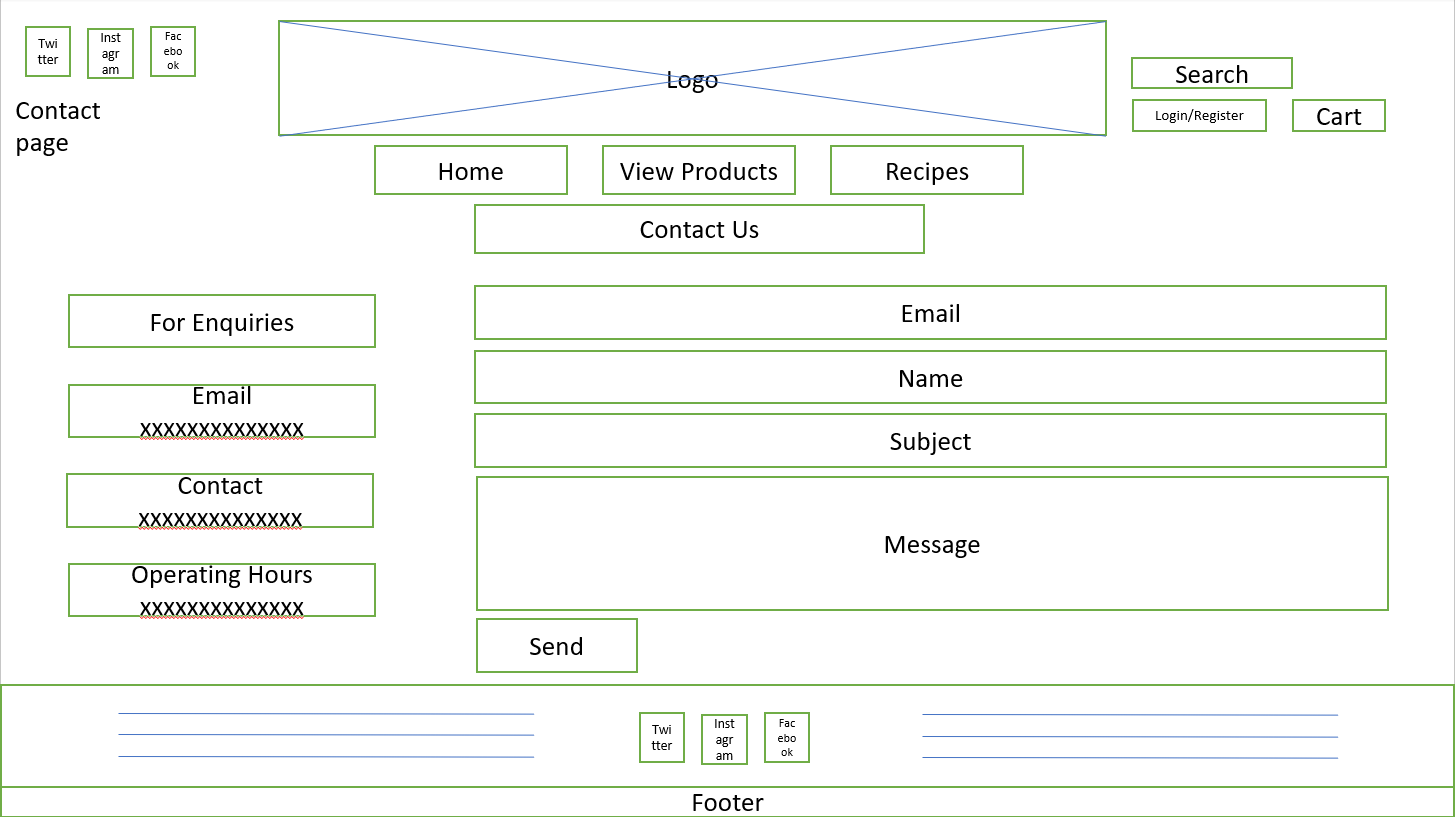 Twi
tter
Inst
agr
am
Fac
ebo
ok
Contact
page
Logo
Search
Login/Register
Cart
Home
View Products
Recipes
Contact Us
For Enquiries
Email
XXXXXXXXXXXXXX
Contact
XXXXXXXXXXXXXX
Operating Hours
XXXXXXXXXXXXXX
Email
Name
Subject
Message
Send
Twi
tter
Inst
agr
am
Fac
ebo
ok
Footer